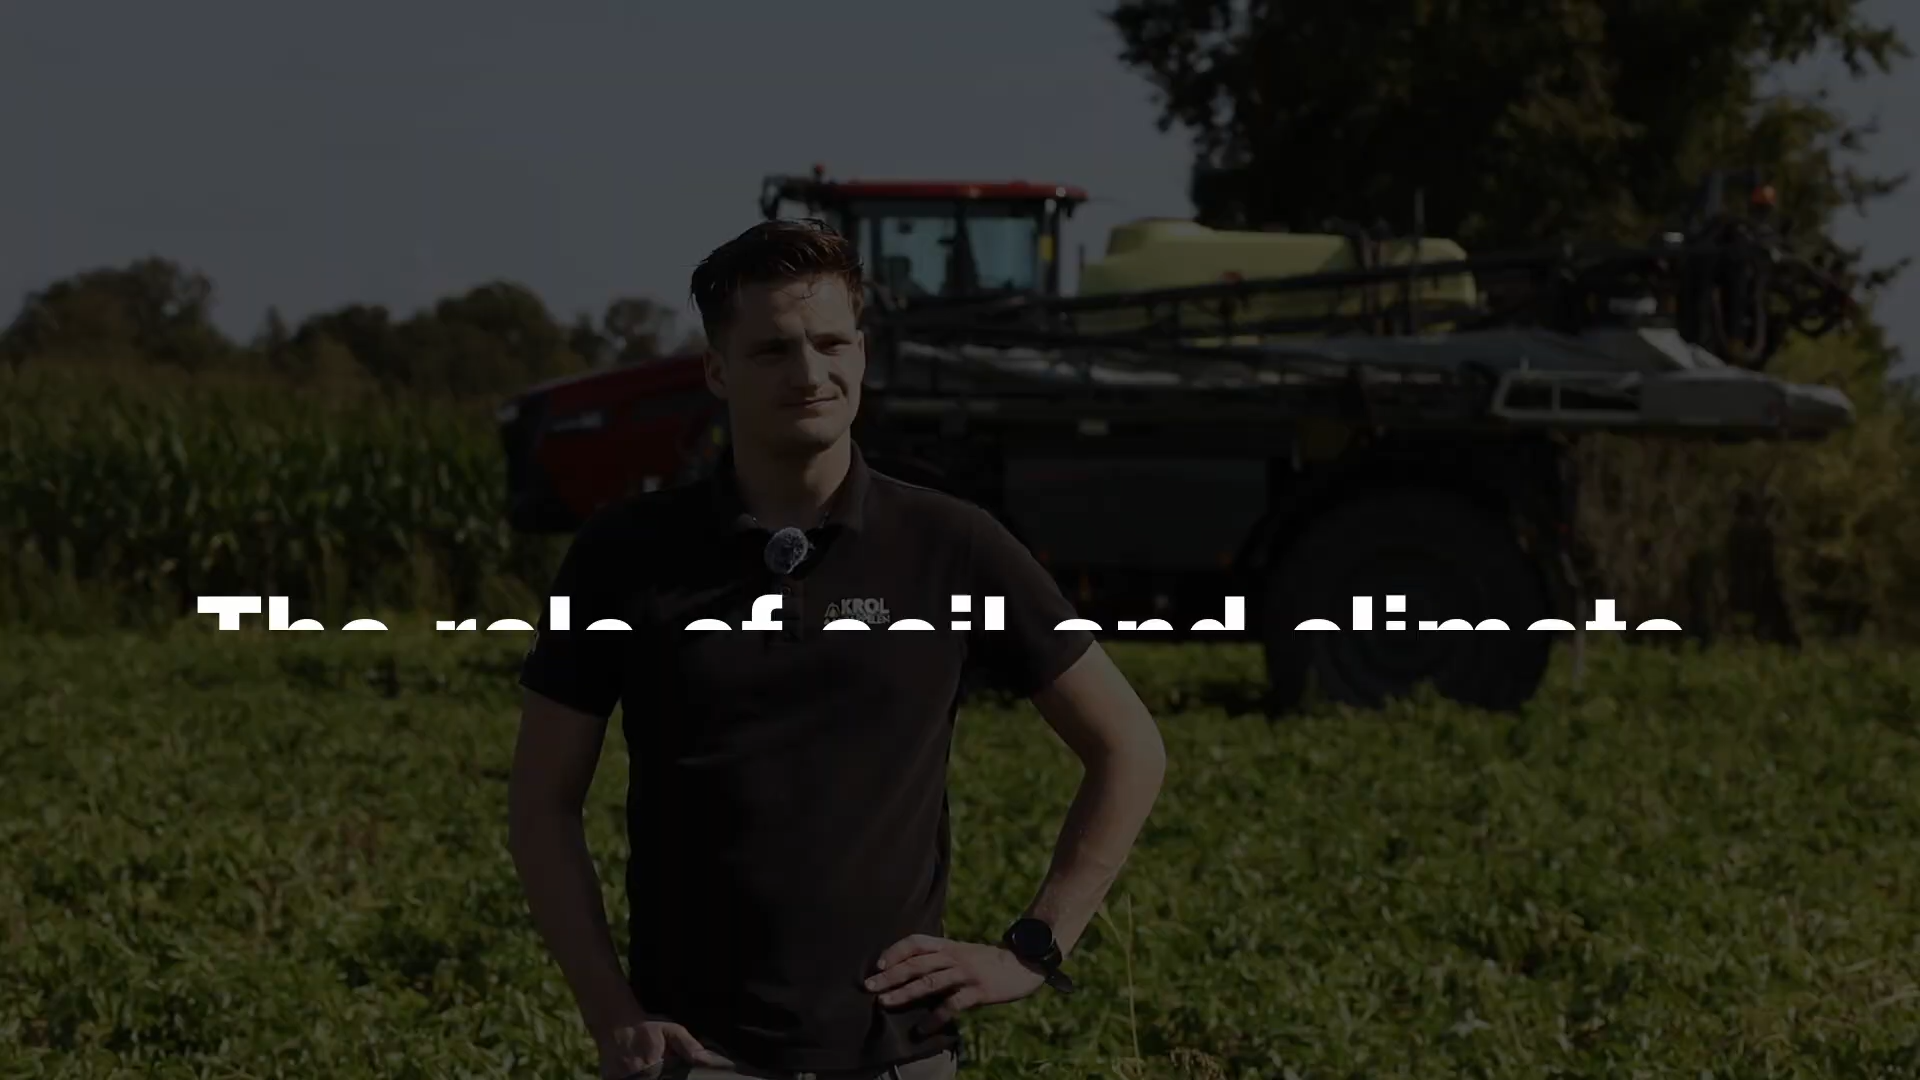 The role of soil and climate
KROL